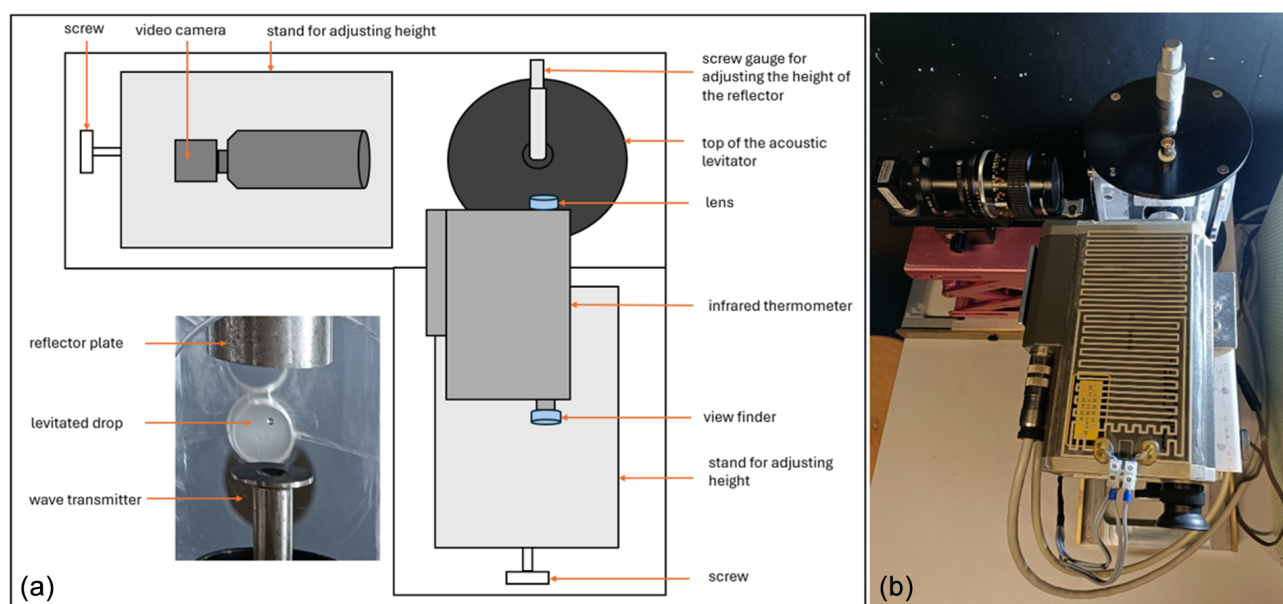 screw
video camera
stand for adjusting height
screw gauge for
adjusting the height of
the reflector
top of the acoustic
levitator
lens
infrared thermometer
reflector plate
levitated drop
view finder
wave transmitter
stand for adjusting
height
screw
(a)
(b)